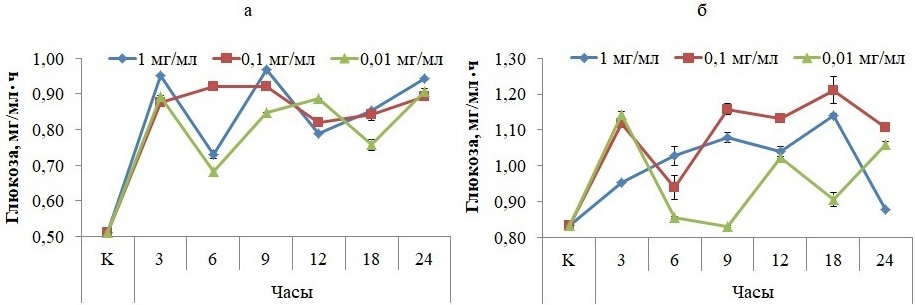 а
Глюкоза, мг/мл·ч
1 мг/мл 0,1 мг/мл 0,01 мг/мл
1,00
0,90
0,80
0,70
0,60
0,50
К 3 6 9 12 18 24
Часы
б
Глюкоза, мг/мл·ч
1 мг/мл 0,1 мг/мл 0,01 мг/мл
1,30
1,20
1,10
1,00
0,90
0,80
К 3 6 9 12 18 24
Часы